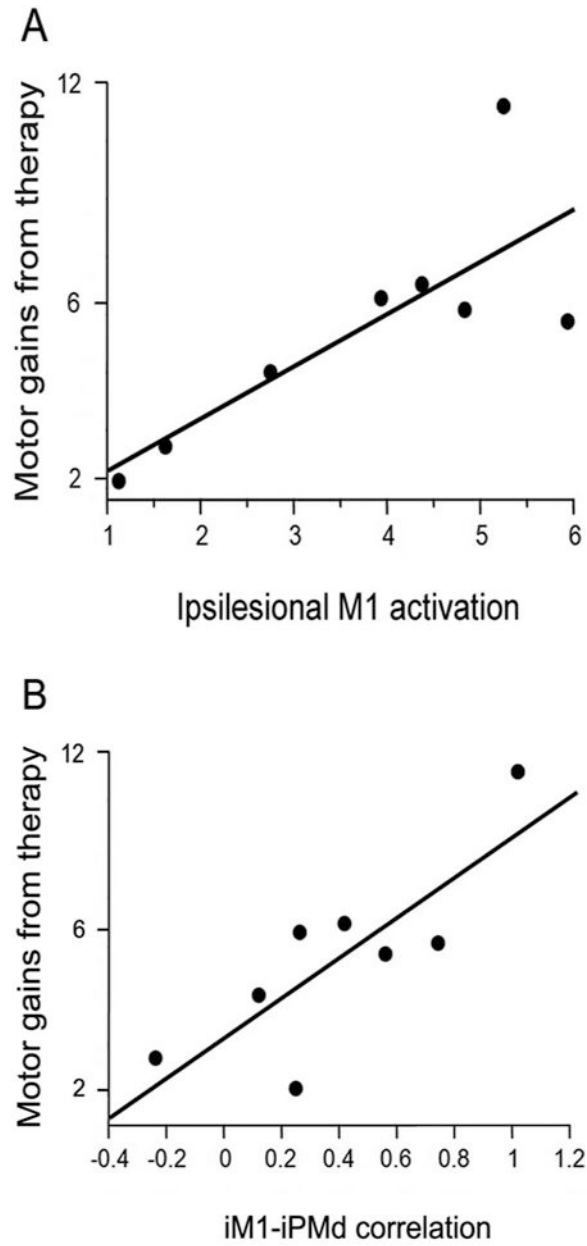 A
Motor gains from therapy
12
6
2
1 2 3 4 5 6
Ipsilesional M1 activation
B
Motor gains from therapy
12
6
2
-0.4 -0.2 0 0.2 0.4 0.6 0.8 1 1.2
iM1-iPMd correlation